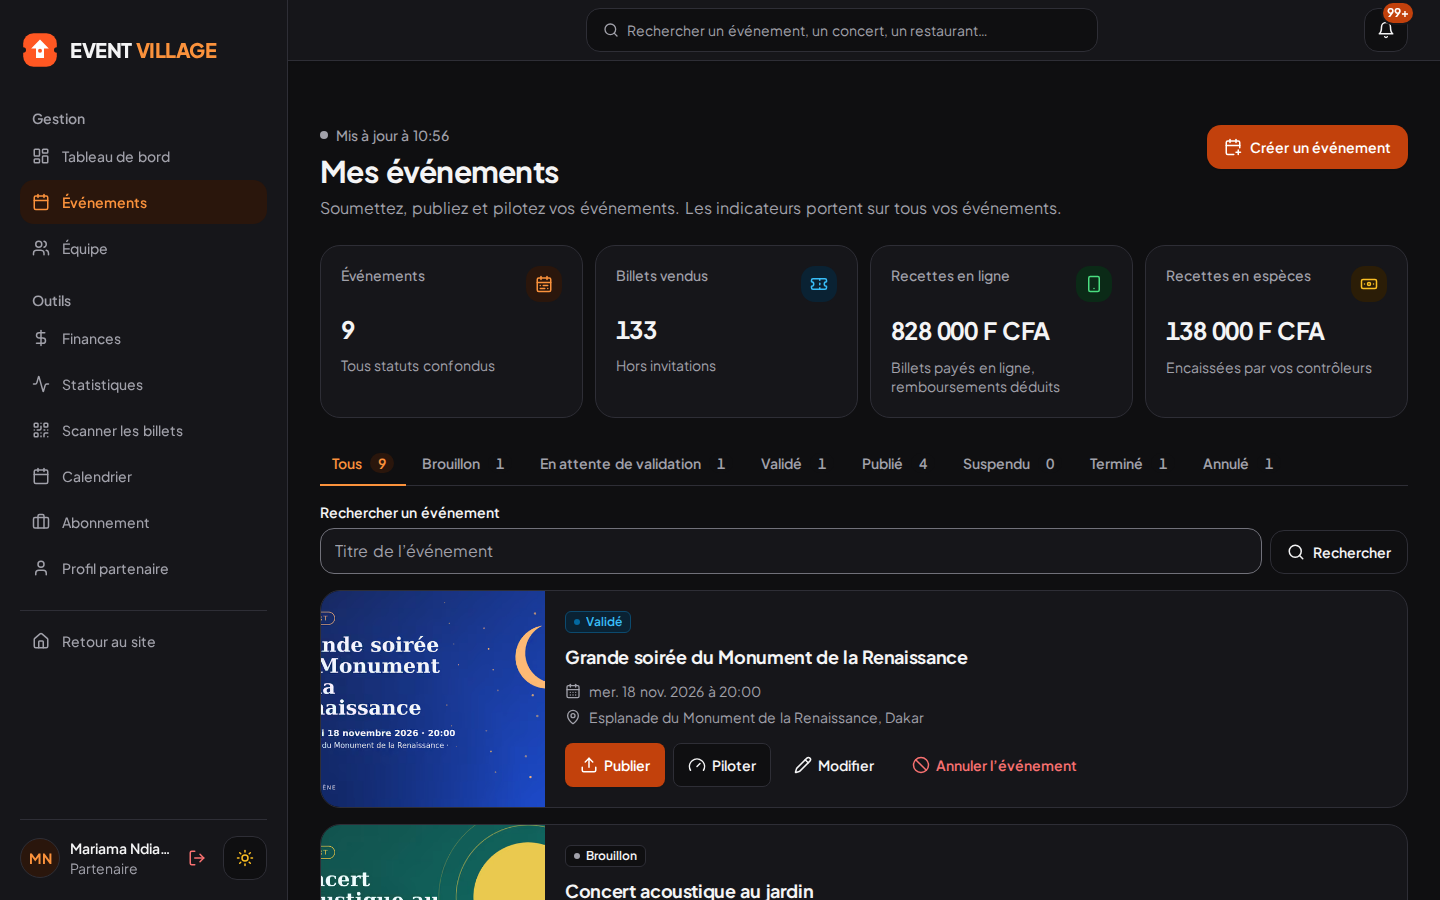 EVENT VILLAGE
Rechercher un événement, un concert, un restaurant...
99+
Gestion
Tableau de bord
Événements
Équipe
Outils
Finances
Statistiques
Scanner les billets
Calendrier
Abonnement
Profil partenaire
Retour au site
MN
Mariama Ndia...
Partenaire
Mis à jour à 10:56
Mes événements
Soumettez, publiez et pilotez vos événements. Les indicateurs portent sur tous vos événements.
Créer un événement
Événements
9
Tous statuts confondus
Billets vendus
133
Hors invitations
Recettes en ligne
828 000 F CFA
Billets payés en ligne,
remboursements déduits
Recettes en espèces
138 000 F CFA
Encaissées par vos contrôleurs
Tous 9 Brouillon 1 En attente de validation 1 Validé 1 Publié 4 Suspendu 0 Terminé 1 Annulé 1
Rechercher un événement
Titre de l'événement
Rechercher
nde soirée
Monument
a
naissance
i 18 novembre 2026 · 20:00
du Monument de la Renaissance ·
ÈNE
Validé
Grande soirée du Monument de la Renaissance
mer. 18 nov. 2026 à 20:00
Esplanade du Monument de la Renaissance, Dakar
Publier Piloter Modifier Annuler l'événement
ncert
ustique au
Brouillon
Concert acoustique au jardin